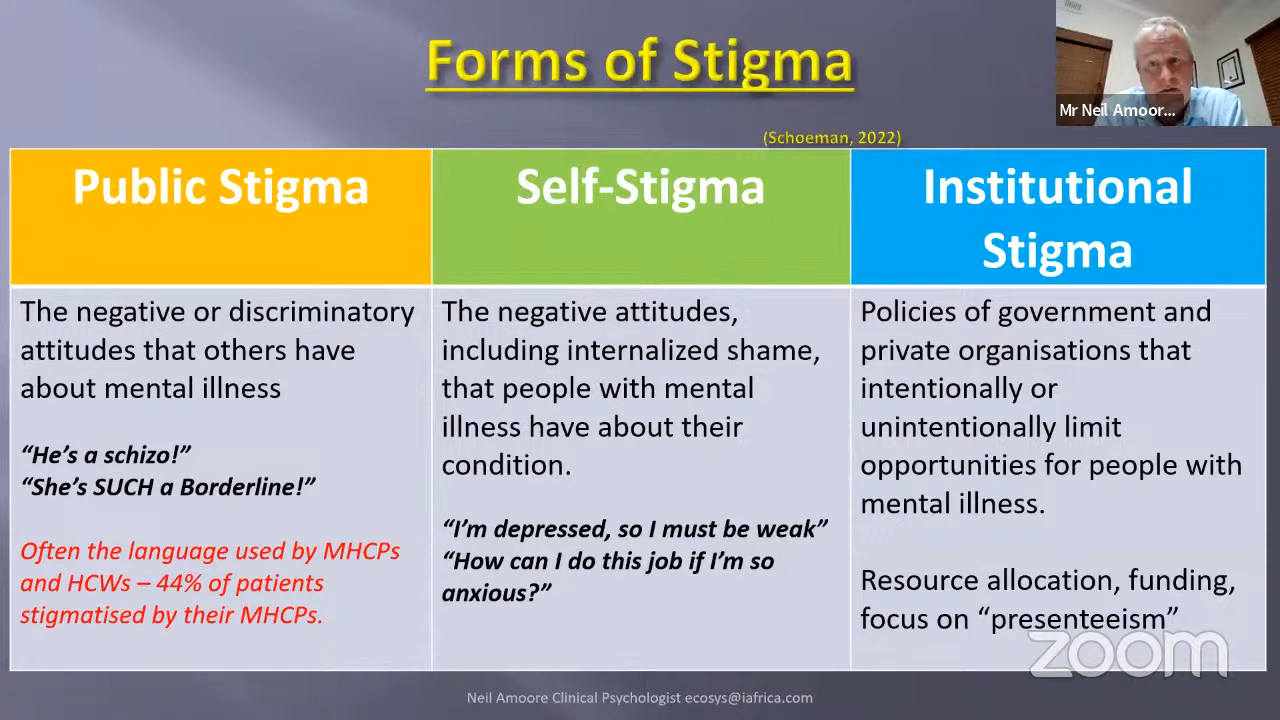 Forms of Stigma
Mr Neil Amoor...
(Schoeman, 2022)
Public Stigma
The negative or discriminatory
attitudes that others have
about mental illness
“He’s a schizo!”
“She’s SUCH a Borderline!”
Often the language used by MHCPs
and HCWs – 44% of patients
stigmatised by their MHCPs.
Self-Stigma
The negative attitudes,
including internalized shame,
that people with mental
illness have about their
condition.
“I’m depressed, so I must be weak”
“How can I do this job if I’m so
anxious?”
Institutional
Stigma
Policies of government and
private organisations that
intentionally or
unintentionally limit
opportunities for people with
mental illness.
Resource allocation, funding,
focus on “presenteeism”
zoom
Neil Amoore Clinical Psychologist ecosys@iafrica.com